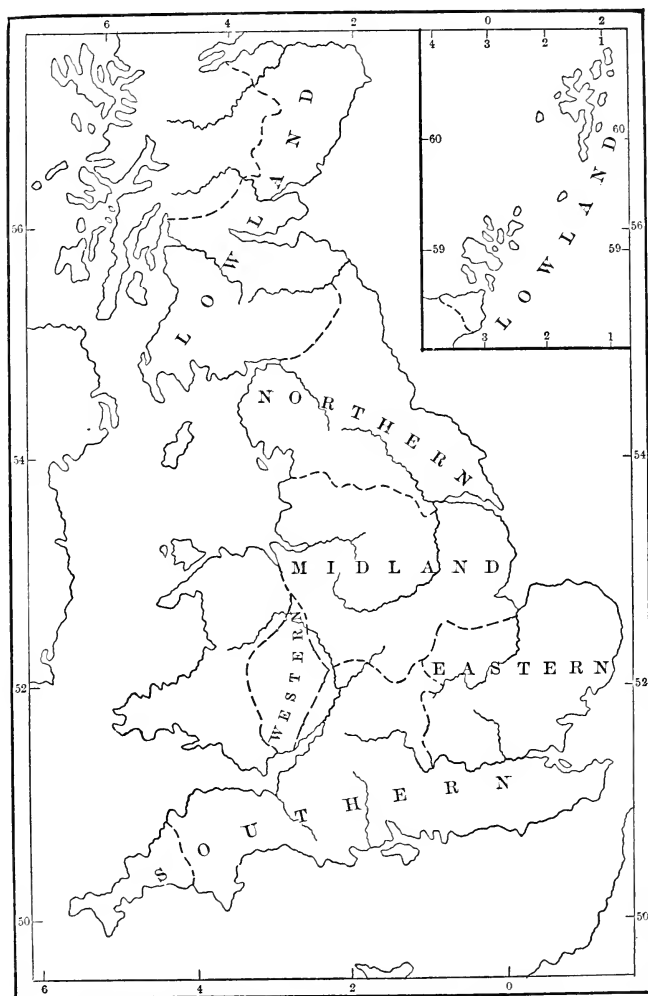 6 4 2 0 2
4 3 2 1
LOWLAND
60 60
56 56
59 59
LOWLAND
3 2 1
NORTHERN
54 54
MIDLAND
WESTERN
EASTERN
52 52
SOUTHERN
50 50
6 4 2 0